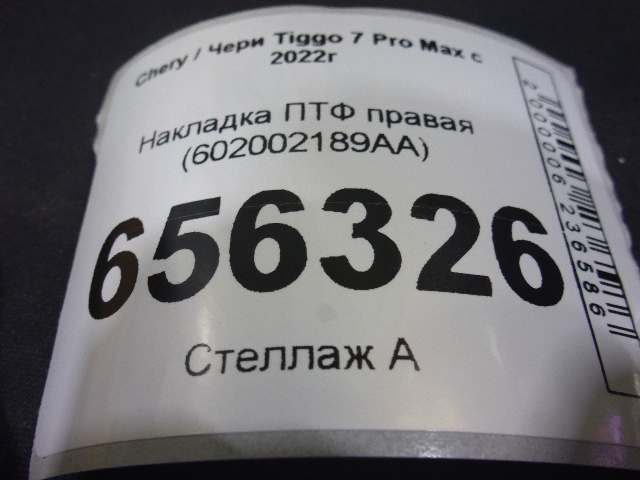 Chery / Чери Tiggo 7 Pro Max с
2022г
Накладка ПТФ правая
(602002189AA)
656326
Стеллаж А
2000006236586